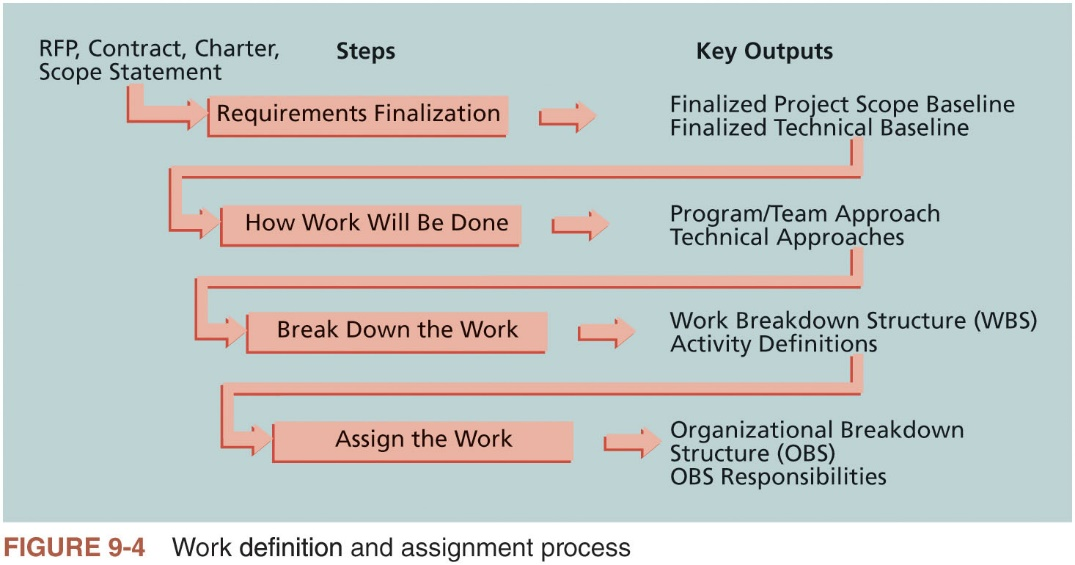 RFP, Contract, Charter,
Scope Statement
Steps
Key Outputs
Requirements Finalization
Finalized Project Scope Baseline
Finalized Technical Baseline
How Work Will Be Done
Program/Team Approach
Technical Approaches
Break Down the Work
Work Breakdown Structure (WBS)
Activity Definitions
Assign the Work
Organizational Breakdown
Structure (OBS)
OBS Responsibilities
FIGURE 9-4 Work definition and assignment process